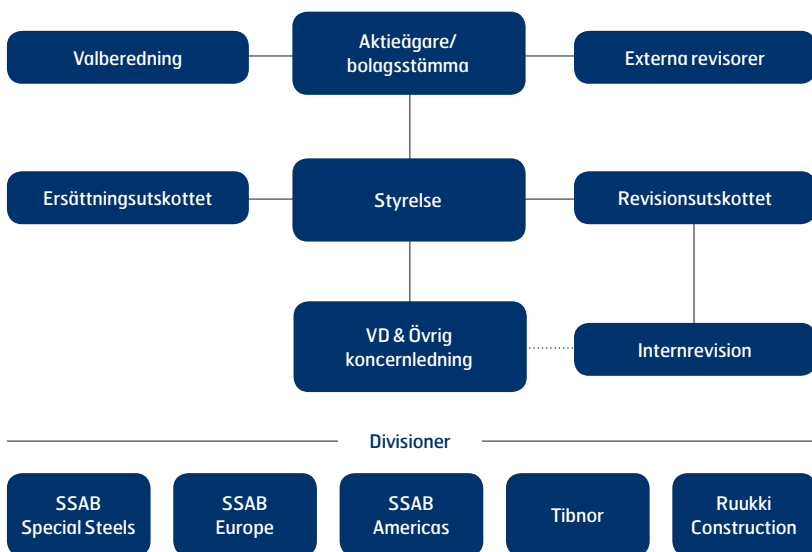 Valberedning
Aktieägare/
bolagsstämma
Externa revisorer
Ersättningsutskottet
Styrelse
Revisionsutskottet
VD & Övrig
koncernledning
Internrevision
Divisioner
SSAB
Special Steels
SSAB
Europe
SSAB
Americas
Tibnor
Ruukki
Construction